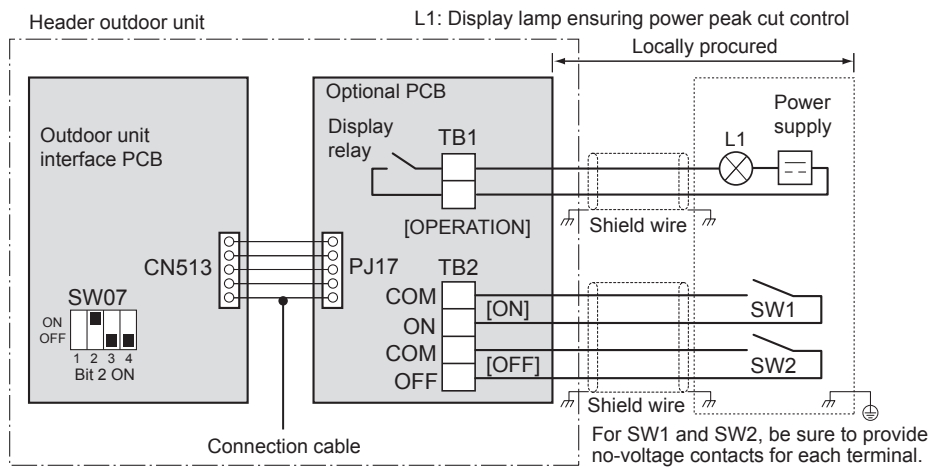 Header outdoor unit
L1: Display lamp ensuring power peak cut control
Locally procured
Outdoor unit
interface PCB
Optional PCB
Display
relay
TB1
L1
Power
supply
[OPERATION]
Shield wire
CN513
PJ17
TB2
COM
[ON]
ON
SW1
COM
[OFF]
OFF
SW2
SW07
ON
OFF
1 2 3 4
Bit 2 ON
Shield wire
Connection cable
For SW1 and SW2, be sure to provide
no-voltage contacts for each terminal.